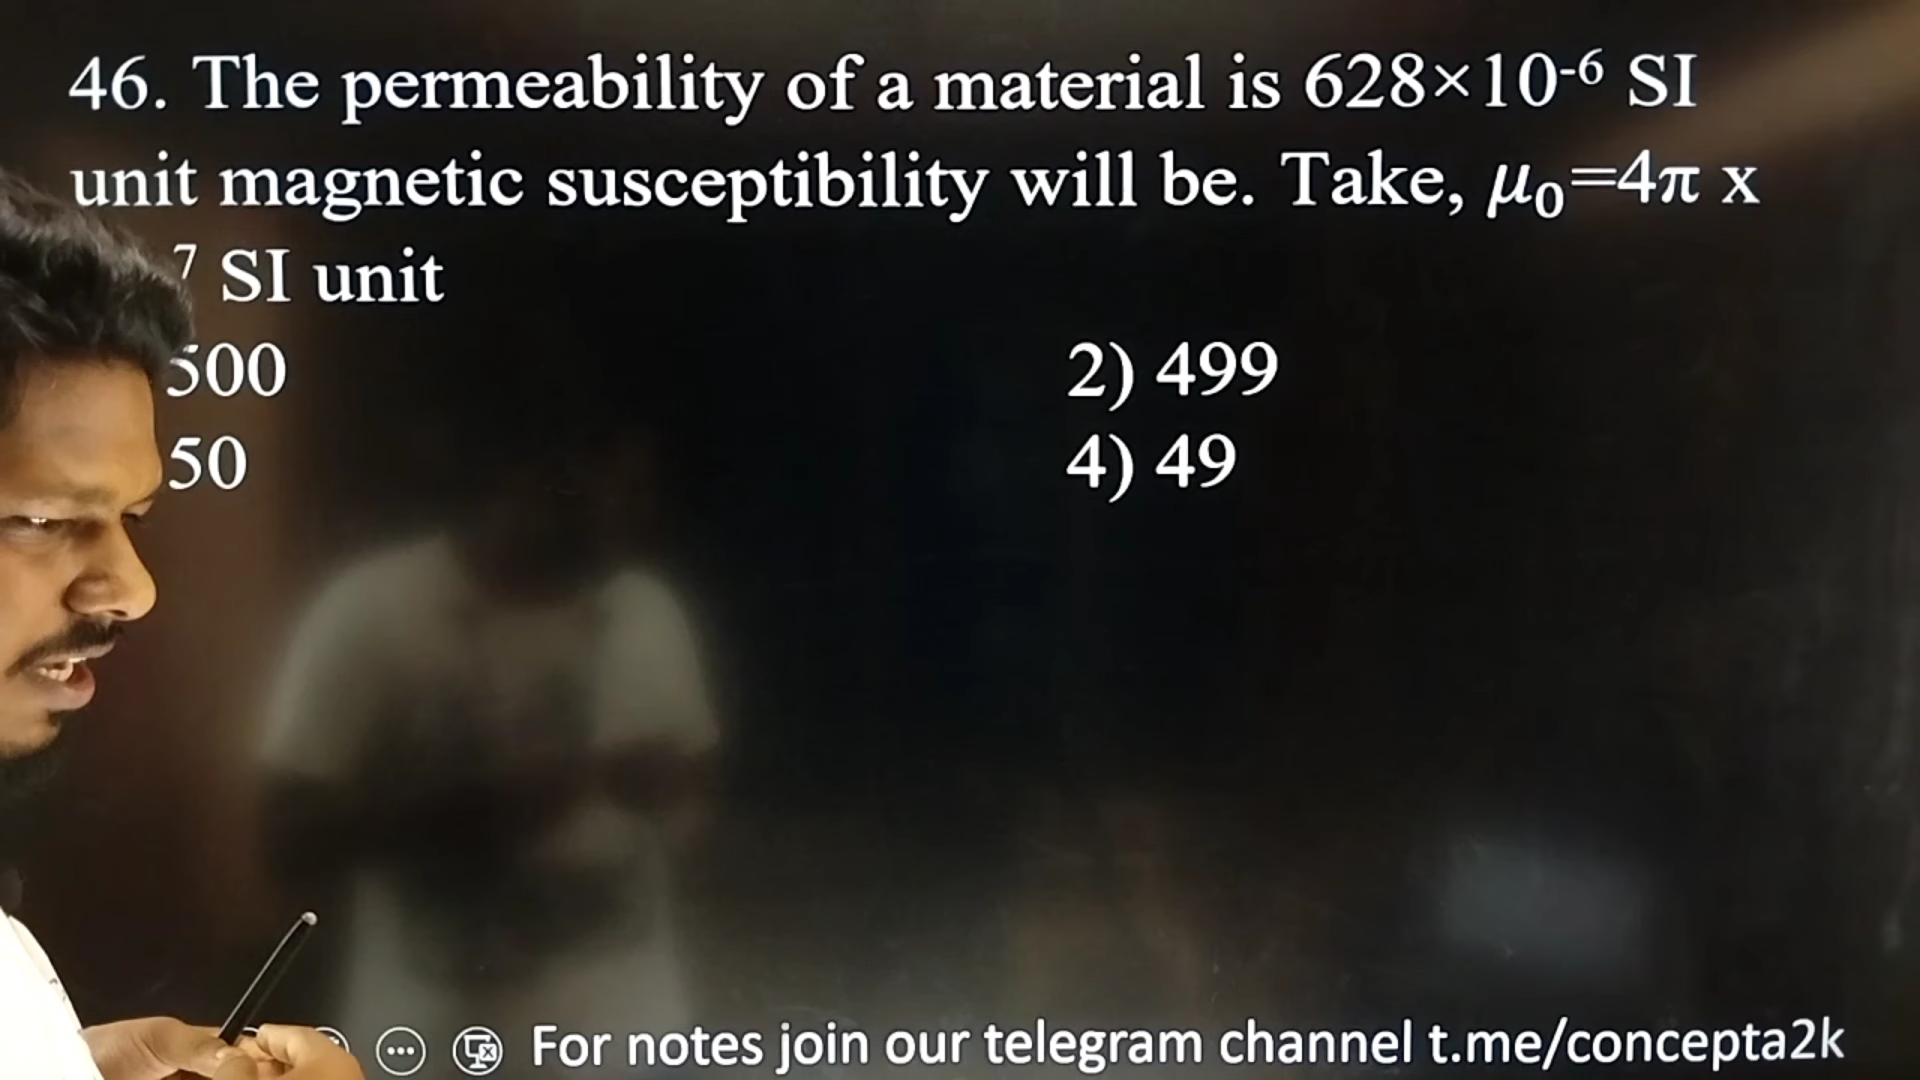 46. The permeability of a material is 628×10⁻⁶ SI
unit magnetic susceptibility will be. Take, μ₀=4π x
⁷ SI unit
500
2) 499
50
4) 49
For notes join our telegram channel t.me/concepta2k